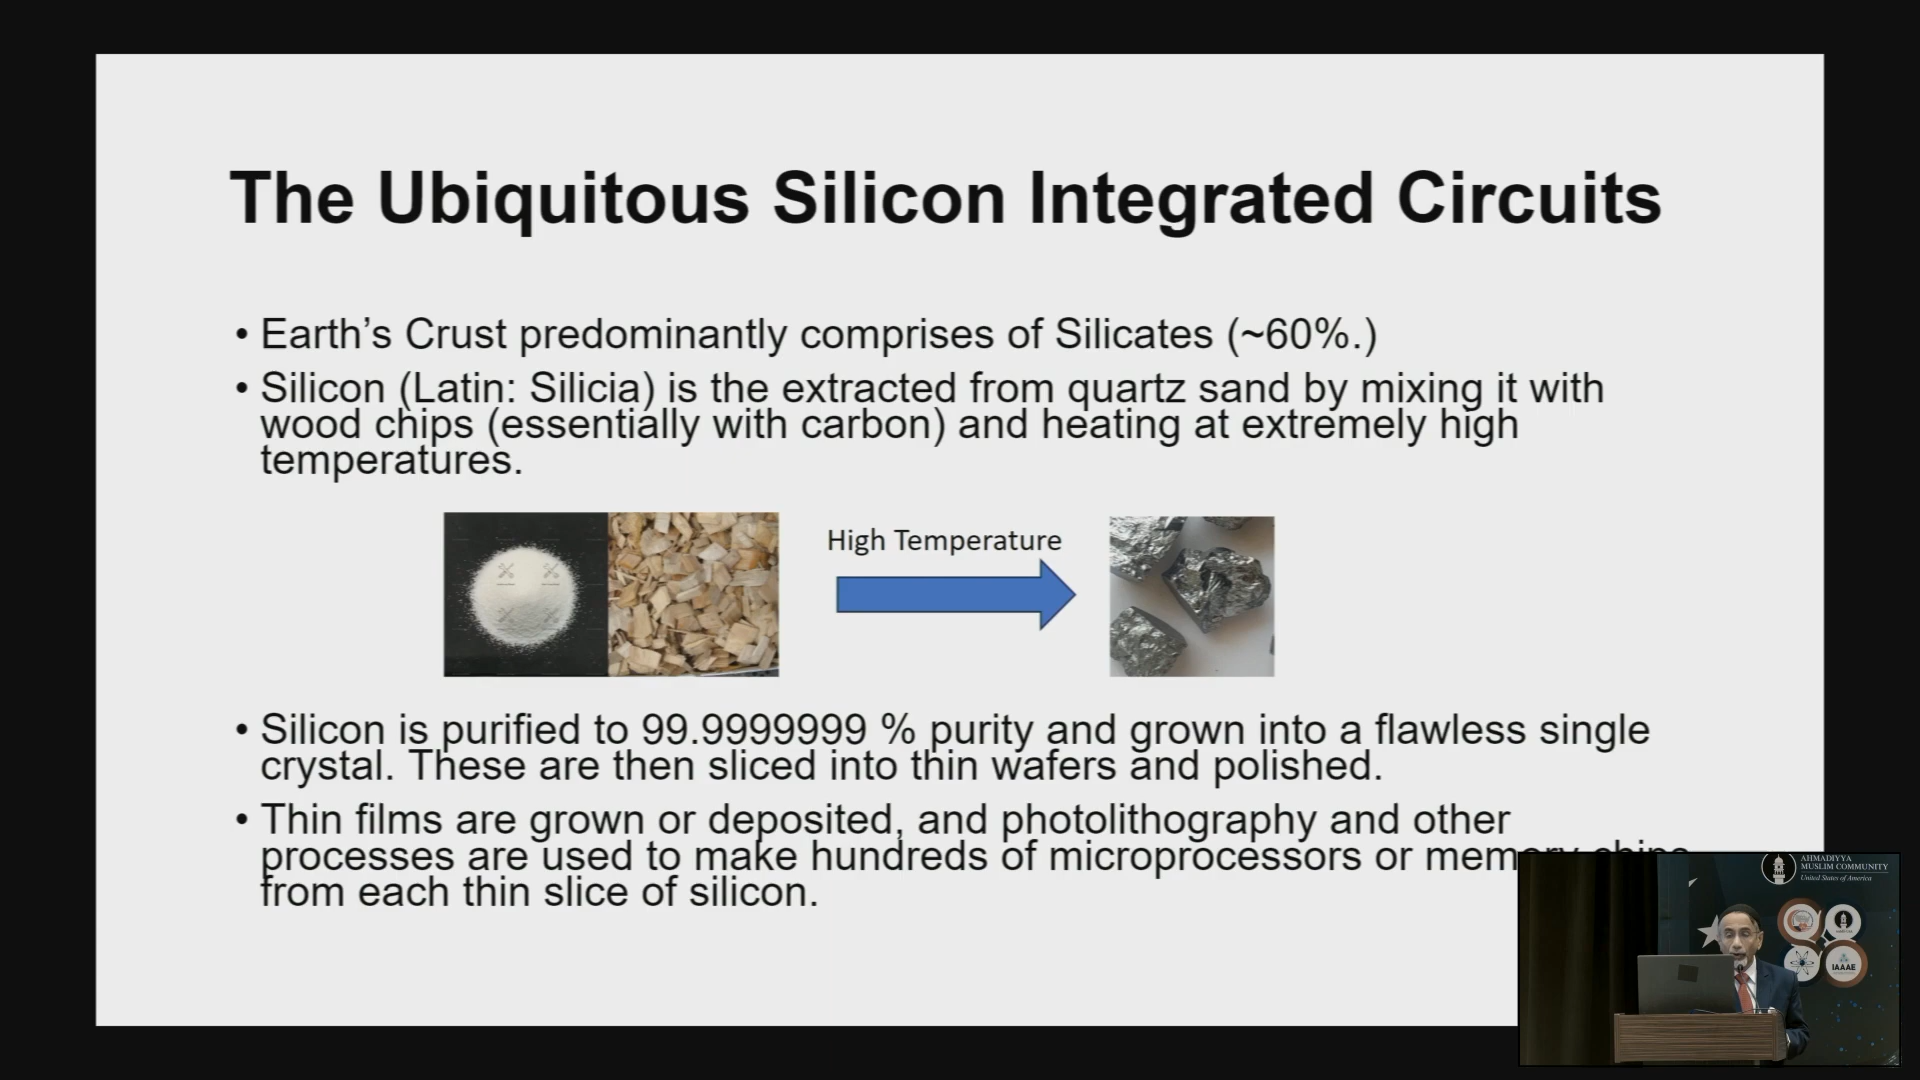 The Ubiquitous Silicon Integrated Circuits
• Earth’s Crust predominantly comprises of Silicates (~60%.)
• Silicon (Latin: Silicia) is the extracted from quartz sand by mixing it with
wood chips (essentially with carbon) and heating at extremely high
temperatures.
High Temperature
• Silicon is purified to 99.9999999 % purity and grown into a flawless single
crystal. These are then sliced into thin wafers and polished.
• Thin films are grown or deposited, and photolithography and other
processes are used to make hundreds of microprocessors or memory chips
from each thin slice of silicon.
AHMADIYYA
MUSLIM COMMUNITY
United States of America
IAAAE